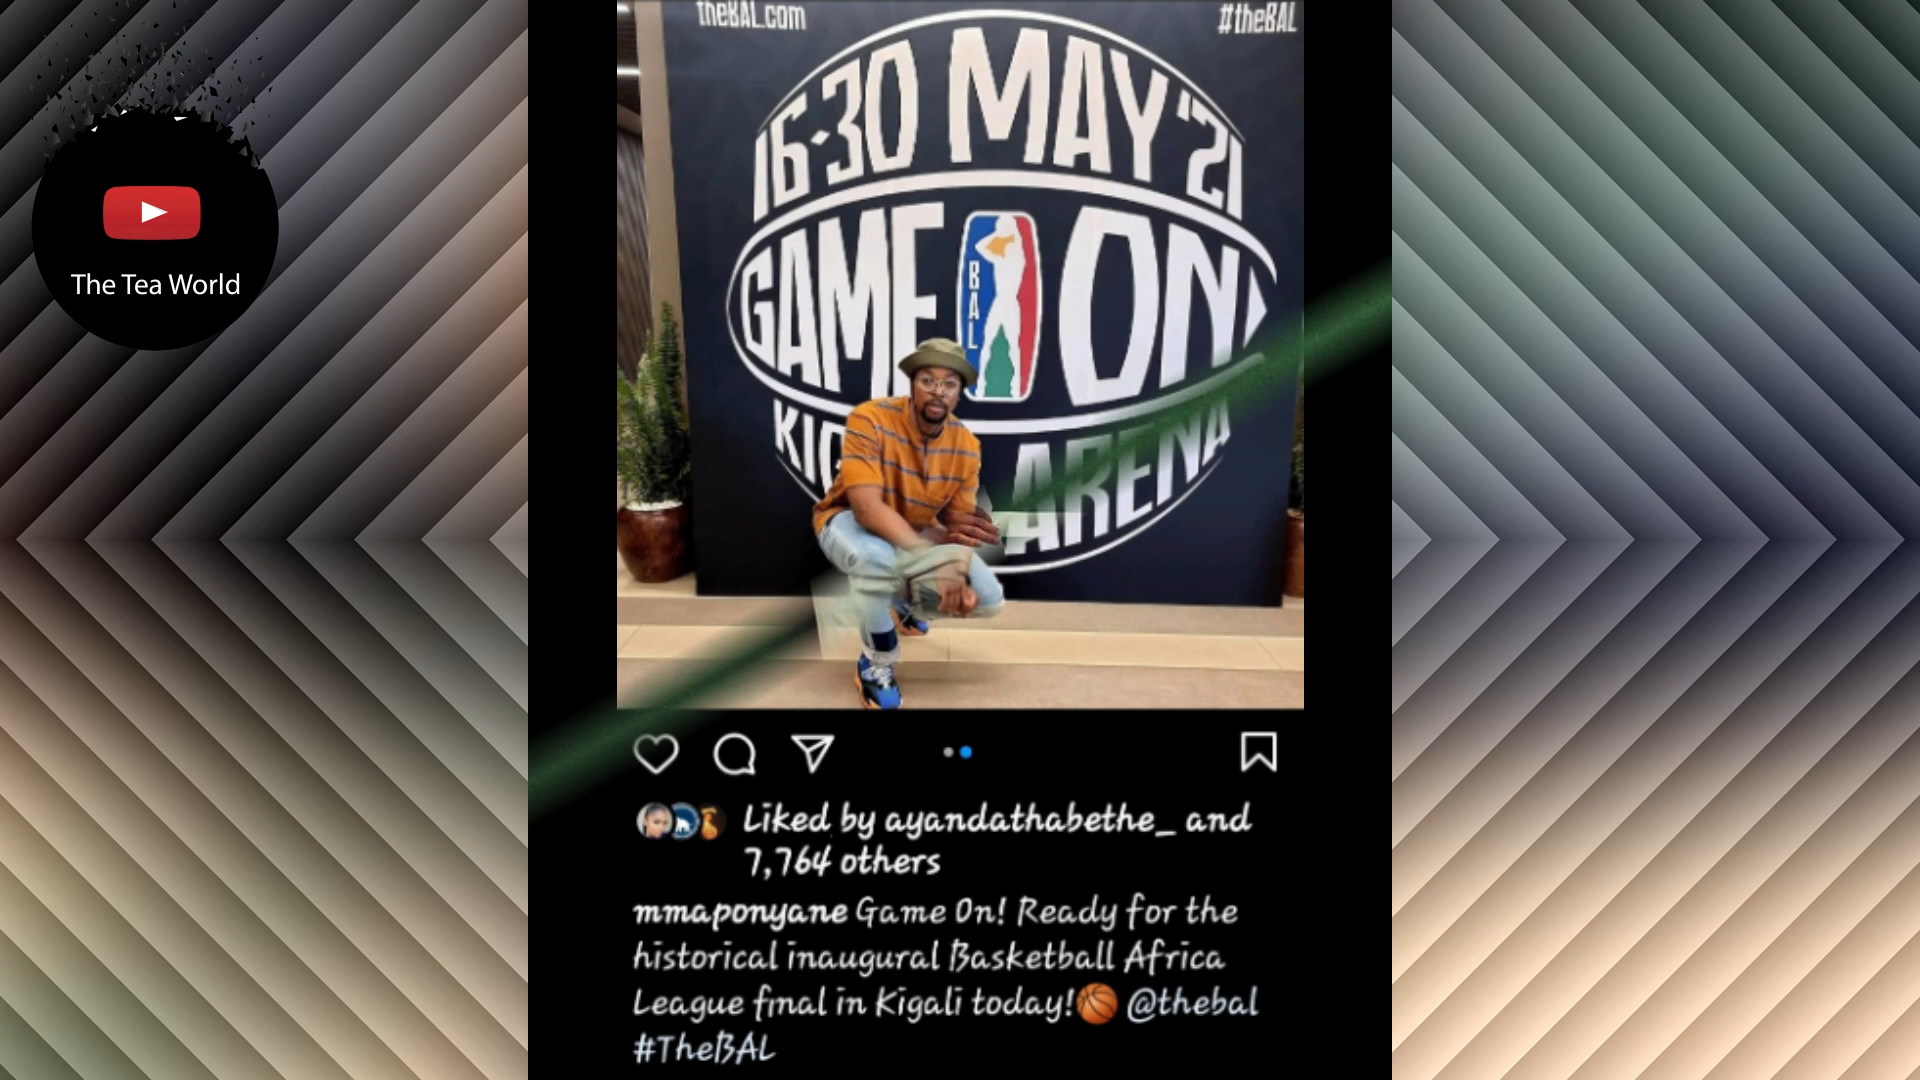 theBAL.com
#theBAL
16-30 MAY '21
GAME BAL ON!
ARENA
The Tea World
Liked by ayandathabethe_ and
7,764 others
mmaponyane Game On! Ready for the
historical inaugural Basketball Africa
League final in Kigali today!🏀 @thebal
#TheBAL